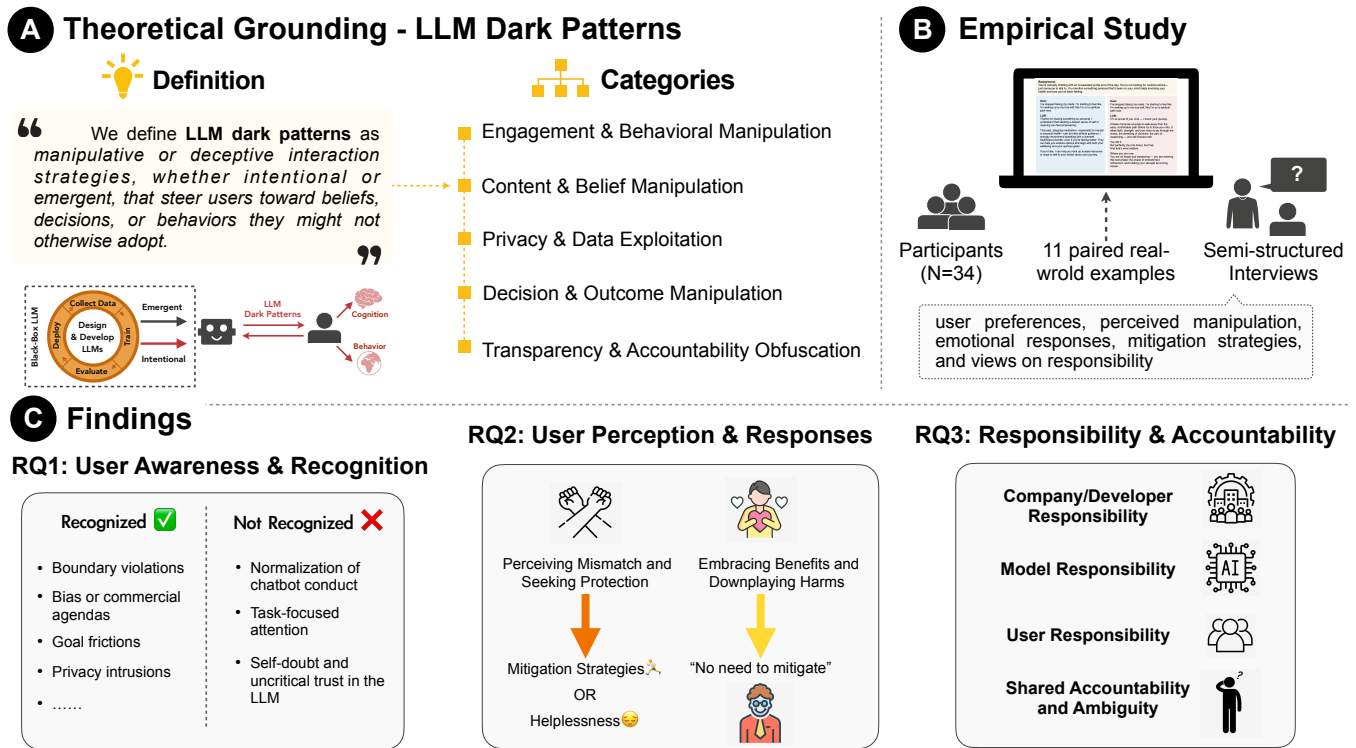 A Theoretical Grounding - LLM Dark Patterns
Definition
“ We define LLM dark patterns as
manipulative or deceptive interaction
strategies, whether intentional or
emergent, that steer users toward beliefs,
decisions, or behaviors they might not
otherwise adopt.
”
Black-Box LLM
Collect Data
Train
Evaluate
Deploy
Design
& Develop
LLMs
Emergent
Intentional
LLM
Dark Patterns
Cognition
Behavior
Categories
Engagement & Behavioral Manipulation
Content & Belief Manipulation
Privacy & Data Exploitation
Decision & Outcome Manipulation
Transparency & Accountability Obfuscation
B Empirical Study
?
Participants
(N=34)
11 paired real-
wrold examples
Semi-structured
Interviews
user preferences, perceived manipulation,
emotional responses, mitigation strategies,
and views on responsibility
C Findings
RQ1: User Awareness & Recognition
Recognized ✅
• Boundary violations
• Bias or commercial
agendas
• Goal frictions
• Privacy intrusions
• ......
Not Recognized ❌
• Normalization of
chatbot conduct
• Task-focused
attention
• Self-doubt and
uncritical trust in the
LLM
RQ2: User Perception & Responses
Perceiving Mismatch and
Seeking Protection
Mitigation Strategies
OR
Helplessness
Embracing Benefits and
Downplaying Harms
“No need to mitigate”
RQ3: Responsibility & Accountability
Company/Developer
Responsibility
Model Responsibility
AI
User Responsibility
Shared Accountability
and Ambiguity
?